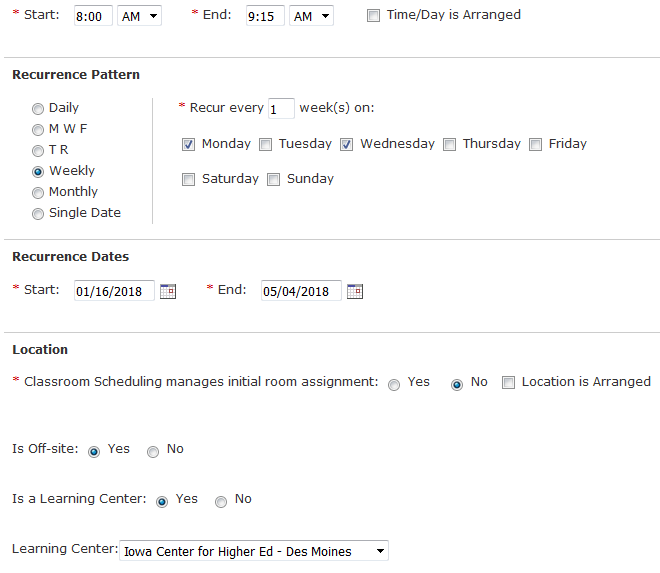 * Start: 8:00 AM * End: 9:15 AM Time/Day is Arranged
Recurrence Pattern
Daily
M W F
T R
Weekly
Monthly
Single Date
* Recur every 1 week(s) on:
Monday Tuesday Wednesday Thursday Friday
Saturday Sunday
Recurrence Dates
* Start: 01/16/2018 * End: 05/04/2018
Location
* Classroom Scheduling manages initial room assignment: Yes No Location is Arranged
Is Off-site: Yes No
Is a Learning Center: Yes No
Learning Center: Iowa Center for Higher Ed - Des Moines